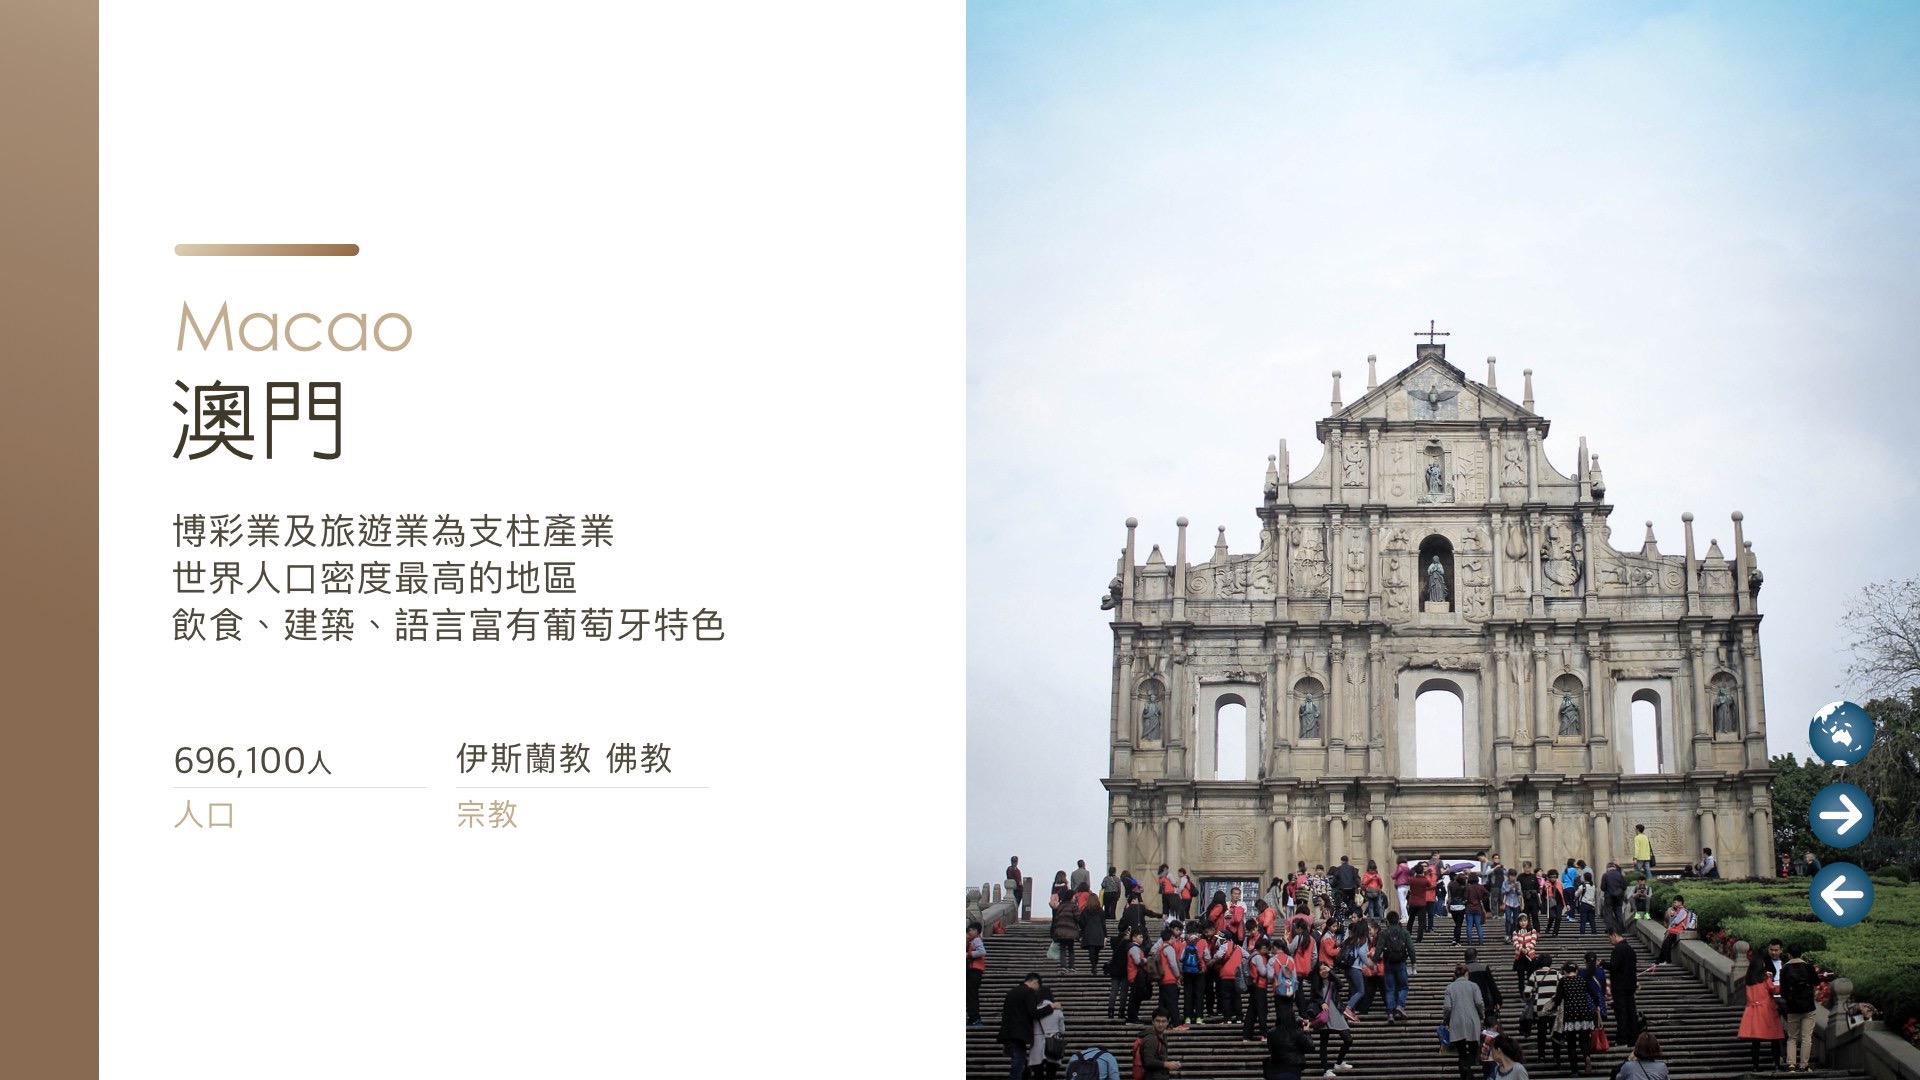 Macao
澳門
博彩業及旅遊業為支柱產業
世界人口密度最高的地區
飲食、建築、語言富有葡萄牙特色
696,100人
人口
伊斯蘭教 佛教
宗教
IHS